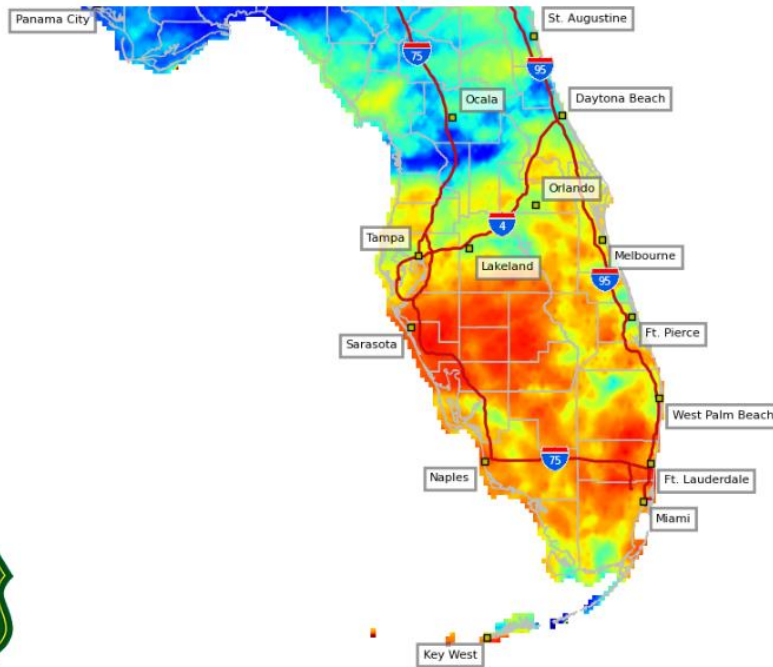 Panama City
St. Augustine
75
95
Ocala
Daytona Beach
Orlando
4
Tampa
Lakeland
Melbourne
95
Sarasota
Ft. Pierce
West Palm Beach
75
Naples
Ft. Lauderdale
Miami
Key West